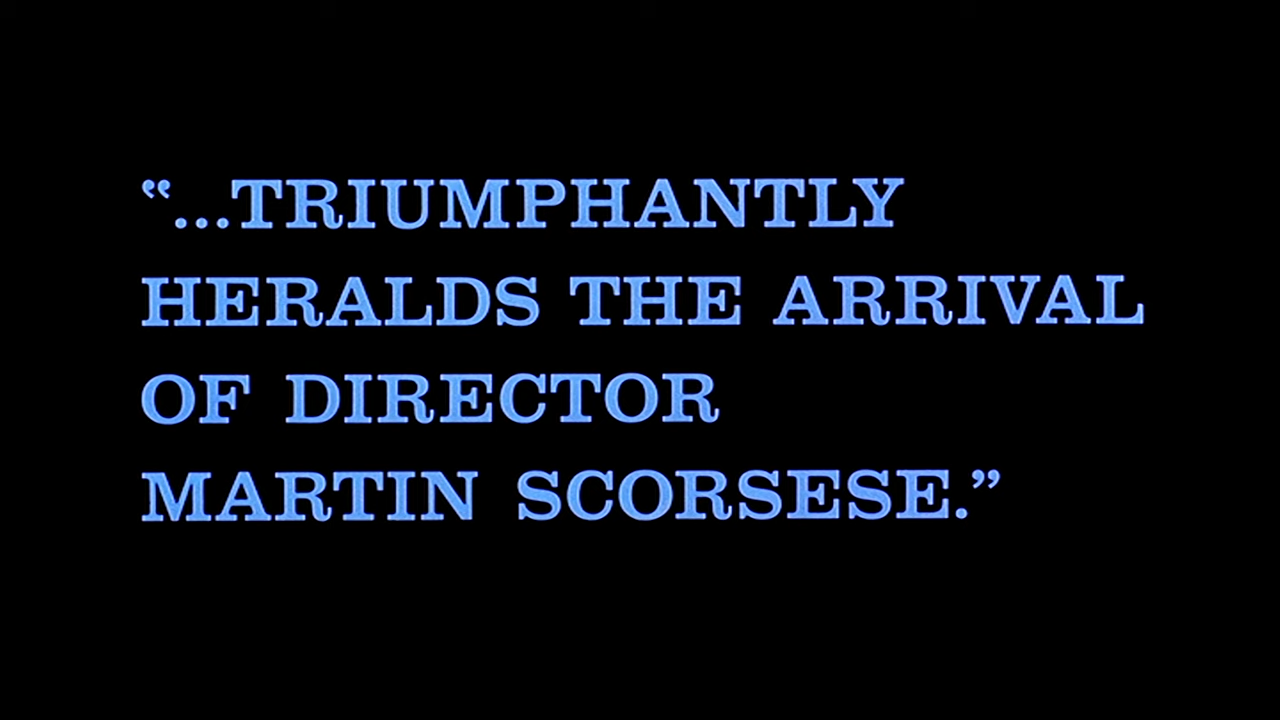 “...TRIUMPHANTLY
HERALDS THE ARRIVAL
OF DIRECTOR
MARTIN SCORSESE.”